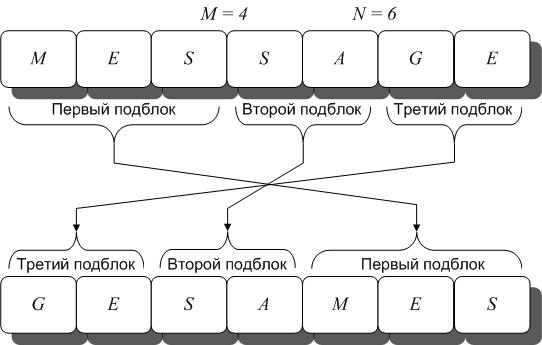 M = 4 N = 6
M E S S A G E
Первый подблок Второй подблок Третий подблок
Третий подблок Второй подблок Первый подблок
G E S A M E S